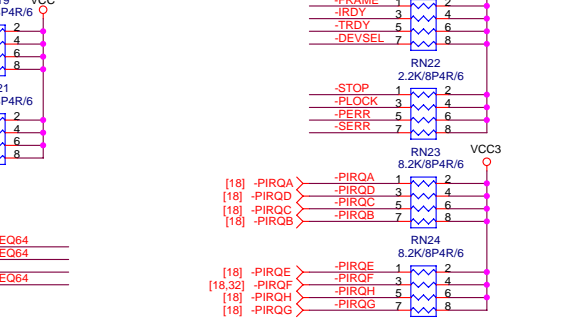 VCC
P4R/6
2
4
6
8
21
P4R/6
2
4
6
8
EQ64
EQ64
EQ64
-FRAME 1 2
-IRDY 3 4
-TRDY 5 6
-DEVSEL 7 8
RN22
2.2K/8P4R/6
-STOP 1 2
-PLOCK 3 4
-PERR 5 6
-SERR 7 8
RN23
8.2K/8P4R/6
VCC3
[18] -PIRQA -PIRQA 1 2
[18] -PIRQD -PIRQD 3 4
[18] -PIRQC -PIRQC 5 6
[18] -PIRQB -PIRQB 7 8
RN24
8.2K/8P4R/6
[18] -PIRQE -PIRQE 1 2
[18,32] -PIRQF -PIRQF 3 4
[18] -PIRQH -PIRQH 5 6
[18] -PIRQG -PIRQG 7 8